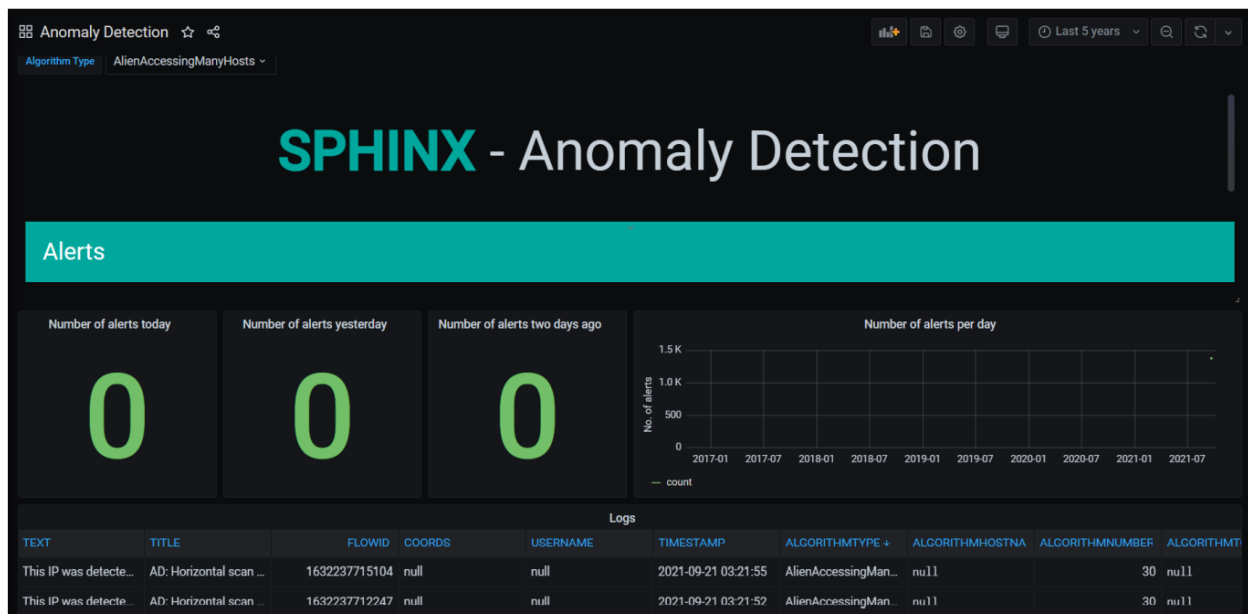 Anomaly Detection
Last 5 years
Algorithm Type AlienAccessingManyHosts
SPHINX - Anomaly Detection
Alerts
Number of alerts today
0
Number of alerts yesterday
0
Number of alerts two days ago
0
Number of alerts per day
No. of alerts
1.5 K
1.0 K
500
0
2017-01 2017-07 2018-01 2018-07 2019-01 2019-07 2020-01 2020-07 2021-01 2021-07
count
Logs
TEXT TITLE FLOWID COORDS USERNAME TIMESTAMP ALGORITHMTYPE ↓ ALGORITHMHOSTNA ALGORITHMNUMBER
This IP was detecte... AD: Horizontal scan ... 1632237715104 null null 2021-09-21 03:21:55 AlienAccessingMan... null 30 null
This IP was detecte... AD: Horizontal scan ... 1632237712247 null null 2021-09-21 03:21:52 AlienAccessingMan... null 30 null